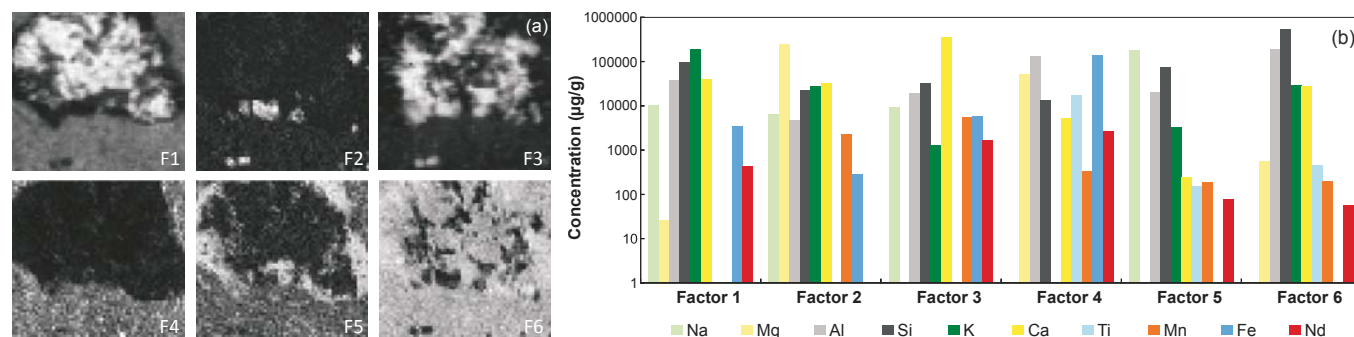 (a)
F1
F2
F3
F4
F5
F6
(b)
Concentration (µg/g)
1000000
100000
10000
1000
100
10
1
Factor 1 Factor 2 Factor 3 Factor 4 Factor 5 Factor 6
Na Mg Al Si K Ca Ti Mn Fe Nd